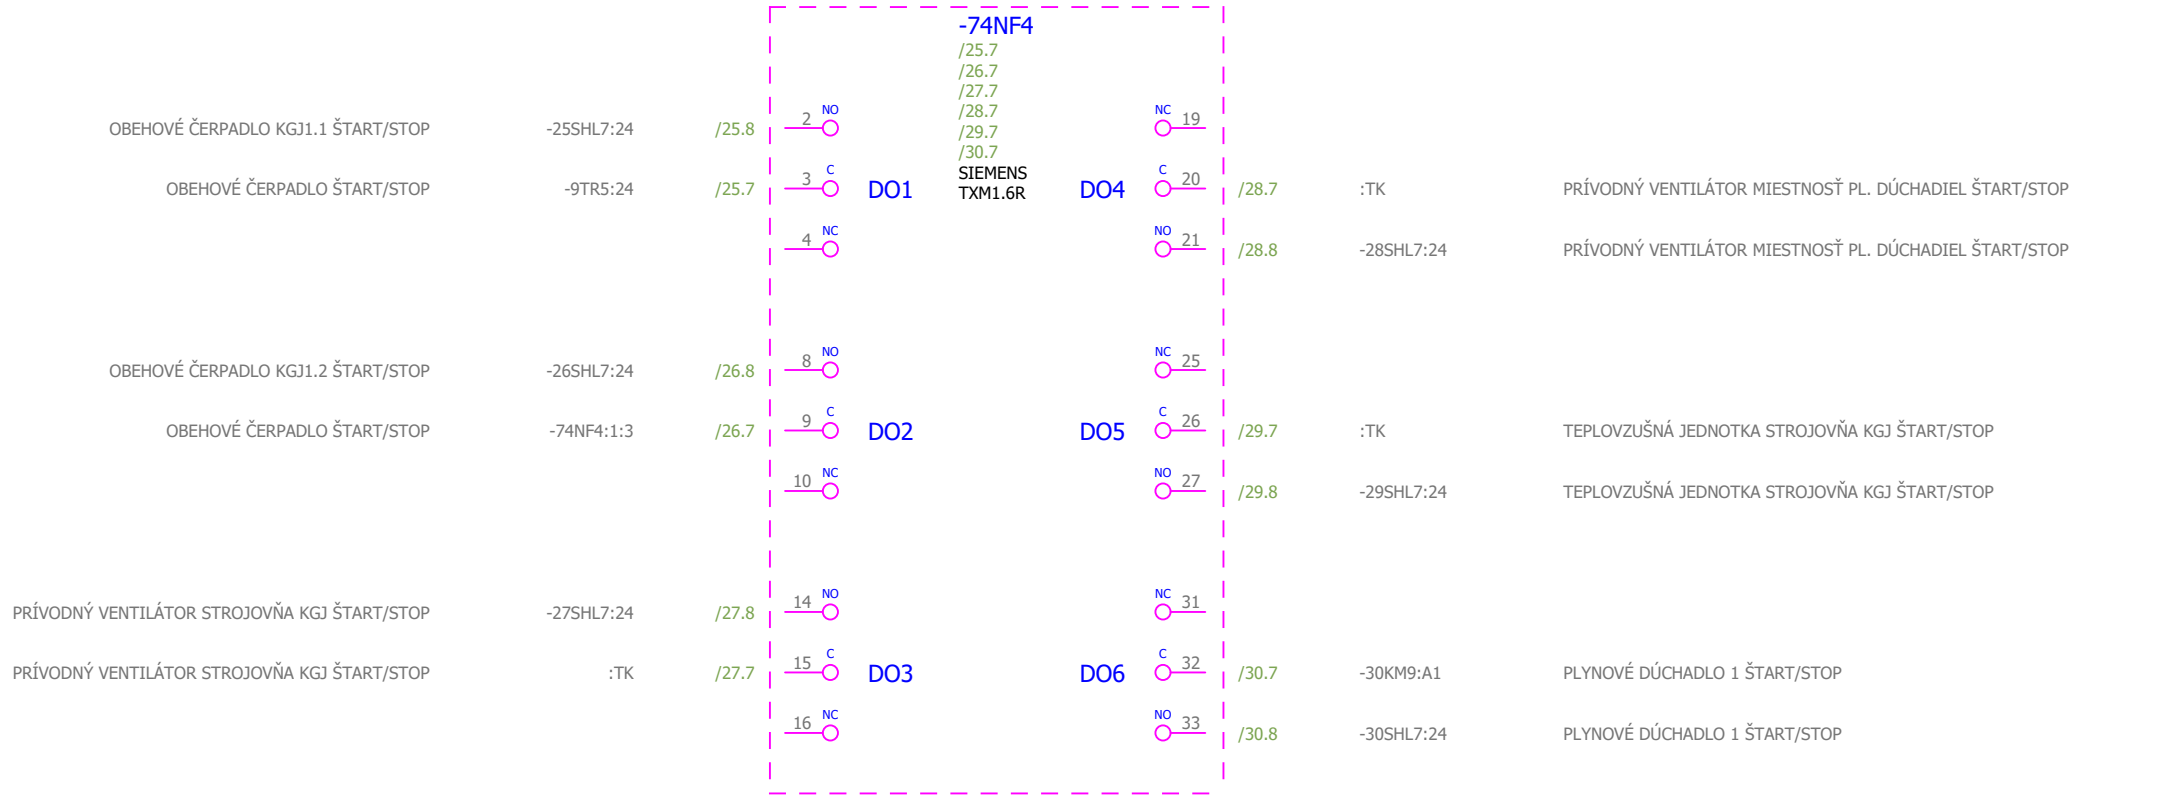 -74NF4
/25.7
/26.7
/27.7
/28.7
/29.7
/30.7
SIEMENS
TXM1.6R
OBEHOVÉ ČERPADLO KGJ1.1 ŠTART/STOP -25SHL7:24 /25.8 2 NO
OBEHOVÉ ČERPADLO ŠTART/STOP -9TR5:24 /25.7 3 C DO1
4 NC
OBEHOVÉ ČERPADLO KGJ1.2 ŠTART/STOP -26SHL7:24 /26.8 8 NO
OBEHOVÉ ČERPADLO ŠTART/STOP -74NF4:1:3 /26.7 9 C DO2
10 NC
PRÍVODNÝ VENTILÁTOR STROJOVŇA KGJ ŠTART/STOP -27SHL7:24 /27.8 14 NO
PRÍVODNÝ VENTILÁTOR STROJOVŇA KGJ ŠTART/STOP :TK /27.7 15 C DO3
16 NC
NC 19
DO4 C 20 /28.7 :TK PRÍVODNÝ VENTILÁTOR MIESTNOSŤ PL. DÚCHADIEL ŠTART/STOP
NO 21 /28.8 -28SHL7:24 PRÍVODNÝ VENTILÁTOR MIESTNOSŤ PL. DÚCHADIEL ŠTART/STOP
NC 25
DO5 C 26 /29.7 :TK TEPLOVZUŠNÁ JEDNOTKA STROJOVŇA KGJ ŠTART/STOP
NO 27 /29.8 -29SHL7:24 TEPLOVZUŠNÁ JEDNOTKA STROJOVŇA KGJ ŠTART/STOP
NC 31
DO6 C 32 /30.7 -30KM9:A1 PLYNOVÉ DÚCHADLO 1 ŠTART/STOP
NO 33 /30.8 -30SHL7:24 PLYNOVÉ DÚCHADLO 1 ŠTART/STOP